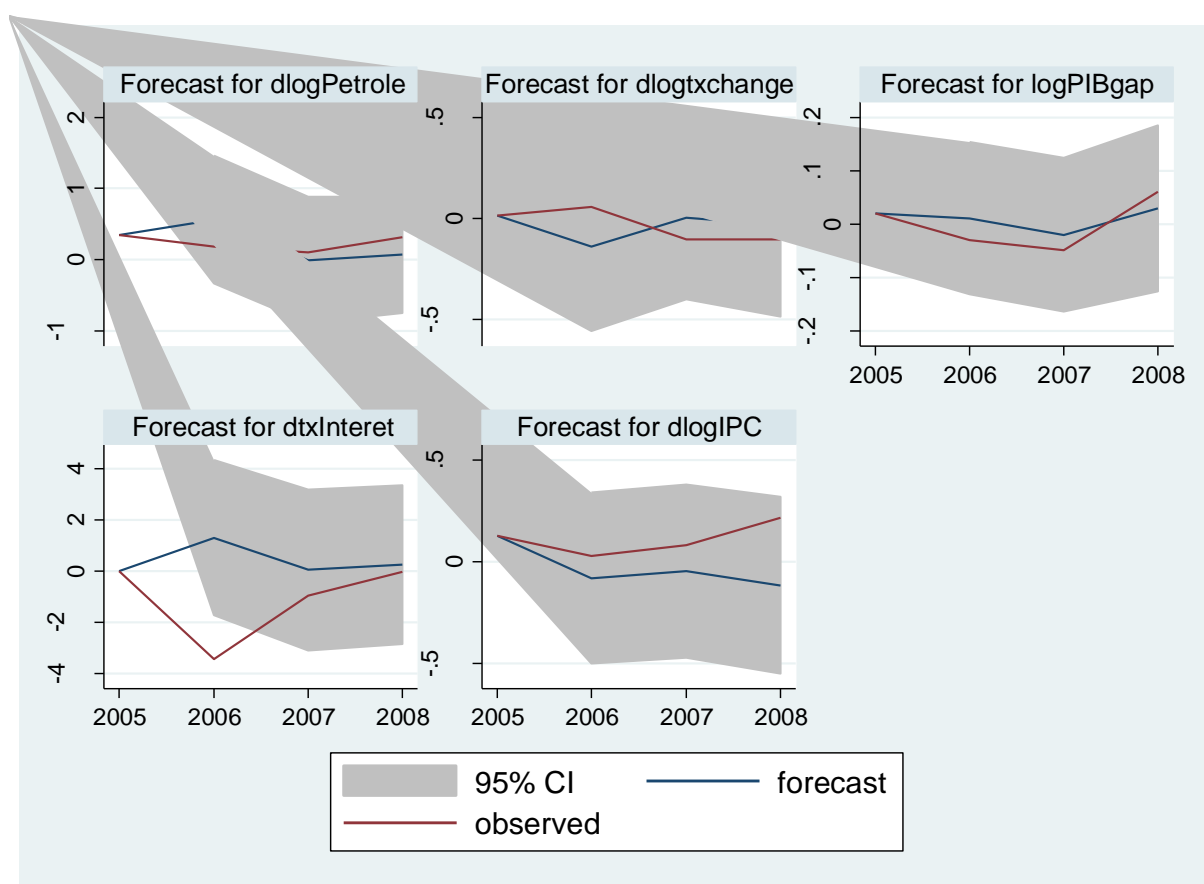 Forecast for dlogPetrole
2
1
0
-1
Forecast for dlogtxchange
.5
0
-.5
Forecast for logPIBgap
.2
.1
0
-.1
-.2
2005 2006 2007 2008
Forecast for dtxInteret
4
2
0
-2
-4
2005 2006 2007 2008
Forecast for dlogIPC
.5
0
-.5
2005 2006 2007 2008
95% CI forecast
observed